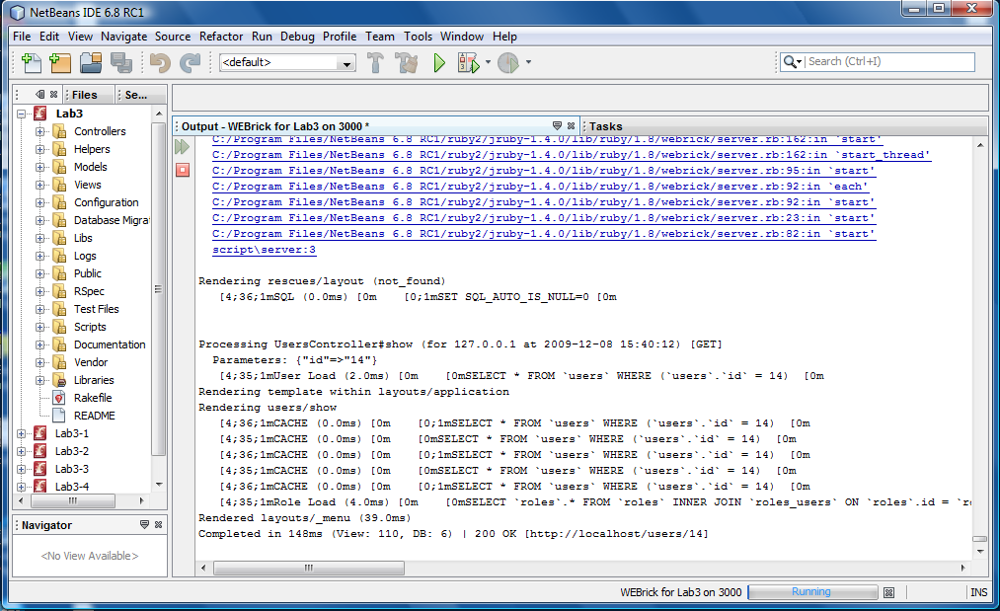 NetBeans IDE 6.8 RC1
File Edit View Navigate Source Refactor Run Debug Profile Team Tools Window Help
<default>
Search (Ctrl+I)
Files
Se...
Lab3
Controllers
Helpers
Models
Views
Configuration
Database Migra
Libs
Logs
Public
RSpec
Test Files
Scripts
Documentation
Vendor
Libraries
Rakefile
README
Lab3-1
Lab3-2
Lab3-3
Lab3-4
Navigator
<No View Available>
Output - WEBrick for Lab3 on 3000 *
Tasks
C:/Program Files/NetBeans 6.8 RC1/ruby2/jruby-1.4.0/lib/ruby/1.8/webrick/server.rb:162:in `start'
C:/Program Files/NetBeans 6.8 RC1/ruby2/jruby-1.4.0/lib/ruby/1.8/webrick/server.rb:162:in `start_thread'
C:/Program Files/NetBeans 6.8 RC1/ruby2/jruby-1.4.0/lib/ruby/1.8/webrick/server.rb:95:in `start'
C:/Program Files/NetBeans 6.8 RC1/ruby2/jruby-1.4.0/lib/ruby/1.8/webrick/server.rb:92:in `each'
C:/Program Files/NetBeans 6.8 RC1/ruby2/jruby-1.4.0/lib/ruby/1.8/webrick/server.rb:92:in `start'
C:/Program Files/NetBeans 6.8 RC1/ruby2/jruby-1.4.0/lib/ruby/1.8/webrick/server.rb:23:in `start'
C:/Program Files/NetBeans 6.8 RC1/ruby2/jruby-1.4.0/lib/ruby/1.8/webrick/server.rb:82:in `start'
script\server:3
Rendering rescues/layout (not_found)
[4;36;1mSQL (0.0ms) [0m [0;1mSET SQL_AUTO_IS_NULL=0 [0m
Processing UsersController#show (for 127.0.0.1 at 2009-12-08 15:40:12) [GET]
Parameters: {"id"=>"14"}
[4;35;1mUser Load (2.0ms) [0m [0mSELECT * FROM `users` WHERE (`users`.`id` = 14) [0m
Rendering template within layouts/application
Rendering users/show
[4;36;1mCACHE (0.0ms) [0m [0;1mSELECT * FROM `users` WHERE (`users`.`id` = 14) [0m
[4;35;1mCACHE (0.0ms) [0m [0mSELECT * FROM `users` WHERE (`users`.`id` = 14) [0m
[4;36;1mCACHE (0.0ms) [0m [0;1mSELECT * FROM `users` WHERE (`users`.`id` = 14) [0m
[4;35;1mCACHE (0.0ms) [0m [0mSELECT * FROM `users` WHERE (`users`.`id` = 14) [0m
[4;36;1mCACHE (0.0ms) [0m [0;1mSELECT * FROM `users` WHERE (`users`.`id` = 14) [0m
[4;35;1mRole Load (4.0ms) [0m [0mSELECT `roles`.* FROM `roles` INNER JOIN `roles_users` ON `roles`.id = `ro
Rendered layouts/_menu (39.0ms)
Completed in 148ms (View: 110, DB: 6) | 200 OK [http://localhost/users/14]
WEBrick for Lab3 on 3000
Running
INS